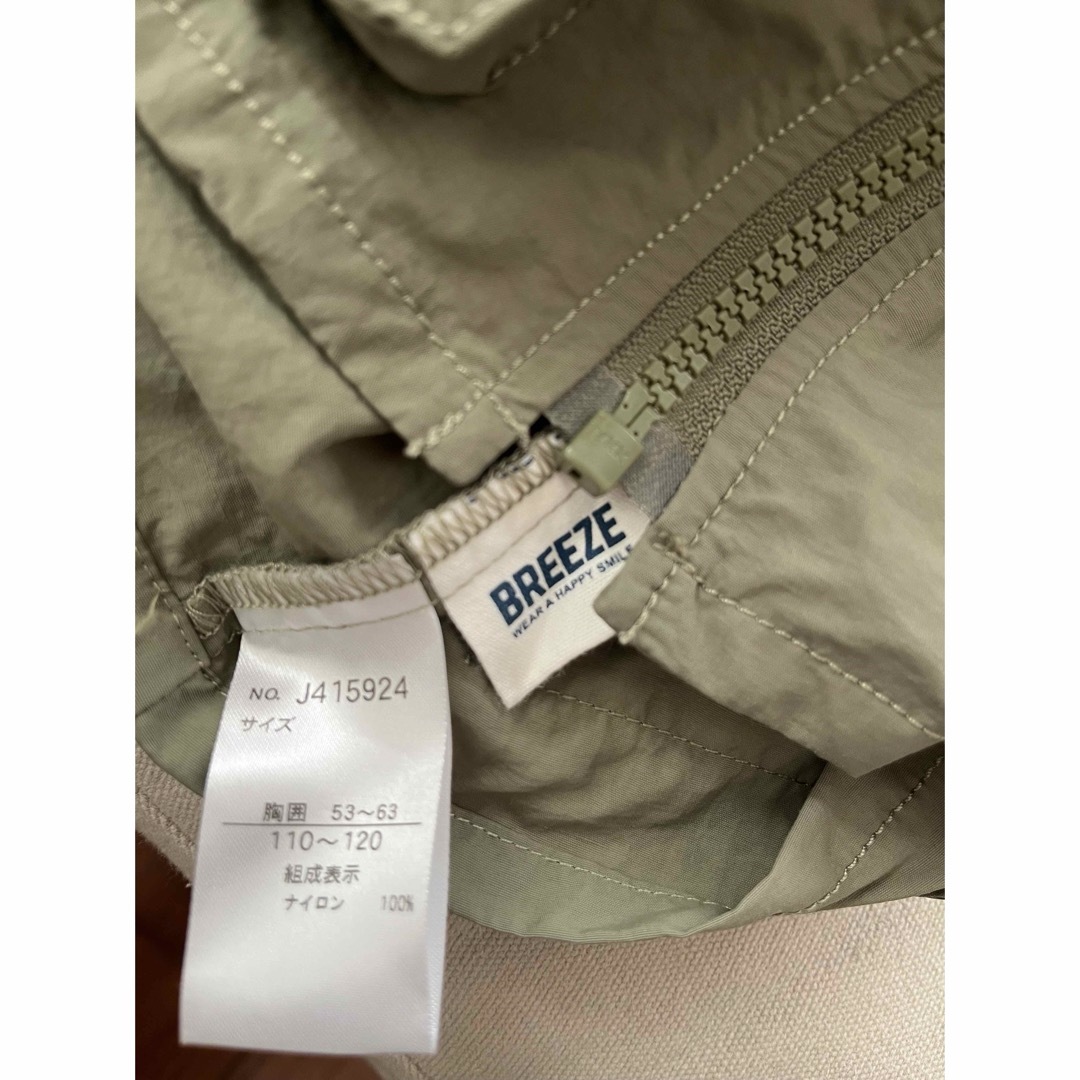 BREEZE
WEAR A HAPPY SMILE
NO. J415924
サイズ
胸囲 53〜63
110〜120
組成表示
ナイロン 100%